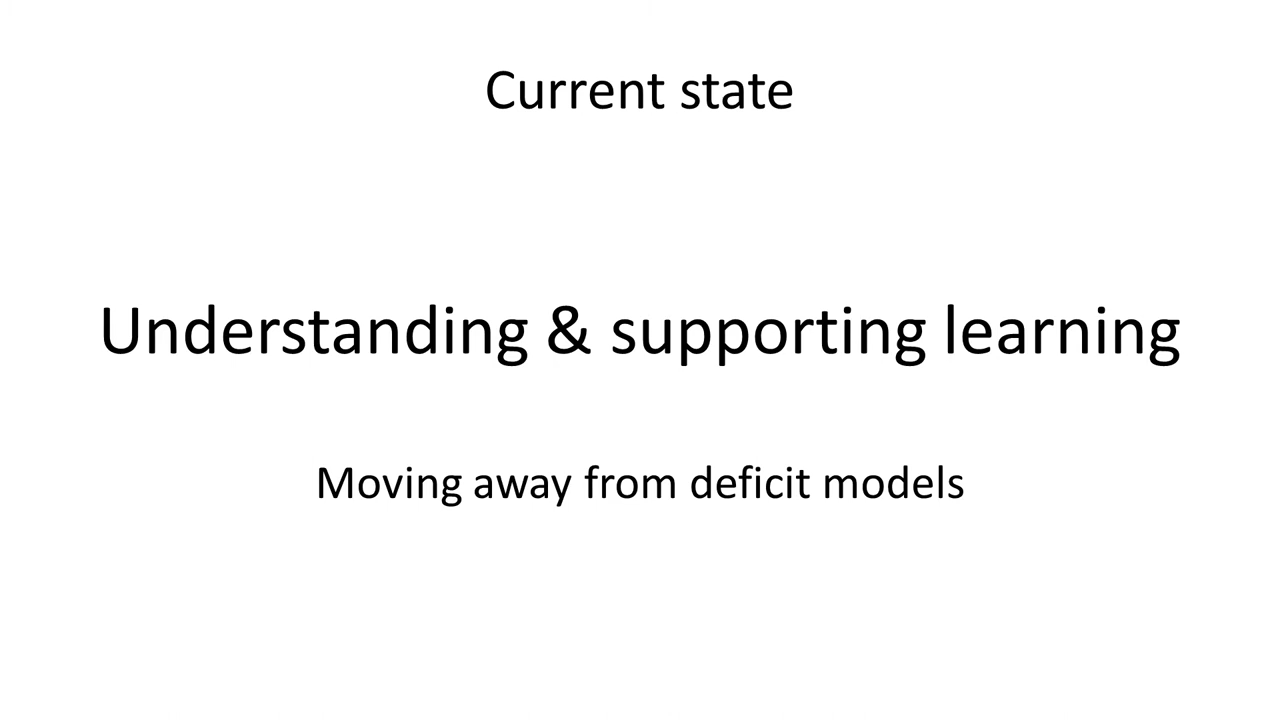 Current state
Understanding & supporting learning
Moving away from deficit models